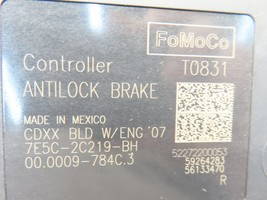 FoMoCo
Controller T0831
ANTILOCK BRAKE
MADE IN MEXICO
CDXX BLD W/ENG '07
7E5C-2C219-BH
00.0009-784C.3
52272200053
59264283
56133470
R